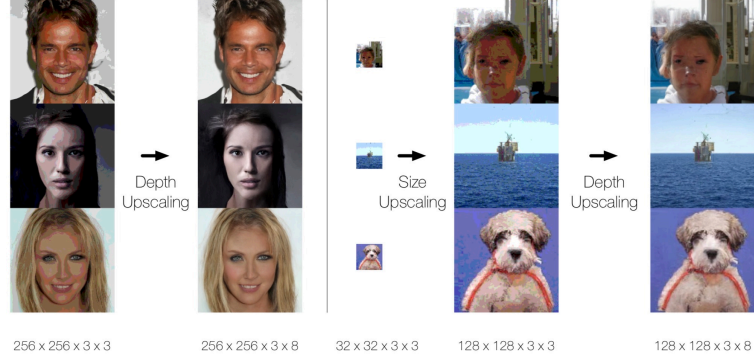 Depth
Upscaling
Size
Upscaling
Depth
Upscaling
256 x 256 x 3 x 3
256 x 256 x 3 x 8
32 x 32 x 3 x 3
128 x 128 x 3 x 3
128 x 128 x 3 x 8